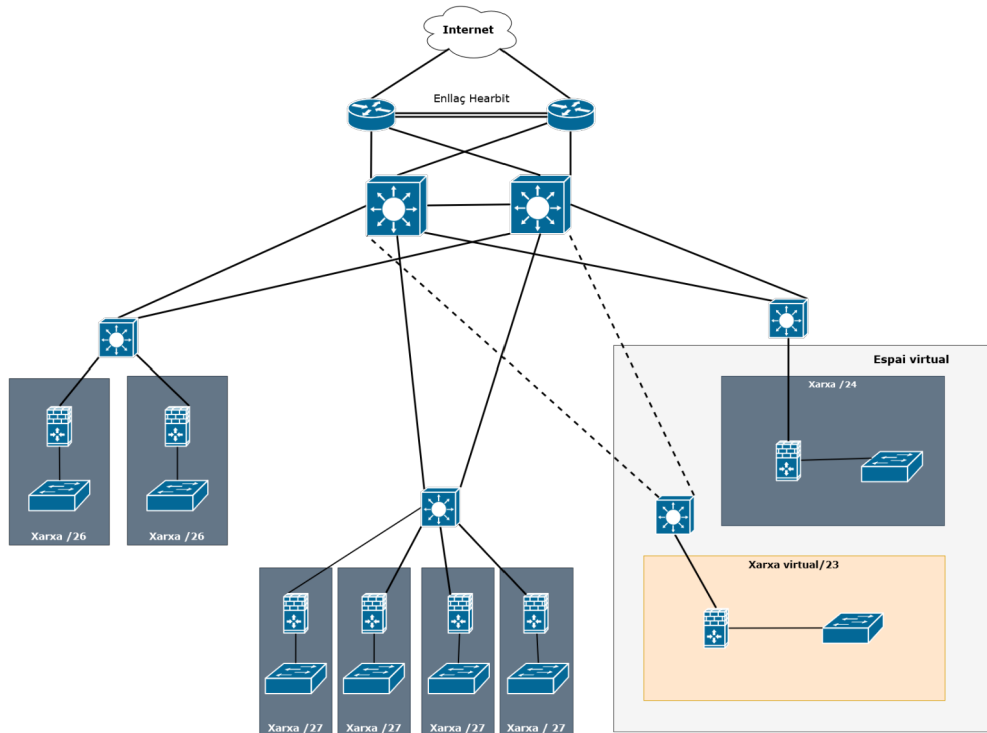 Internet
Enllaç Hearbit
Espai virtual
Xarxa /24
Xarxa /26
Xarxa /26
Xarxa virtual/23
Xarxa /27
Xarxa /27
Xarxa /27
Xarxa / 27